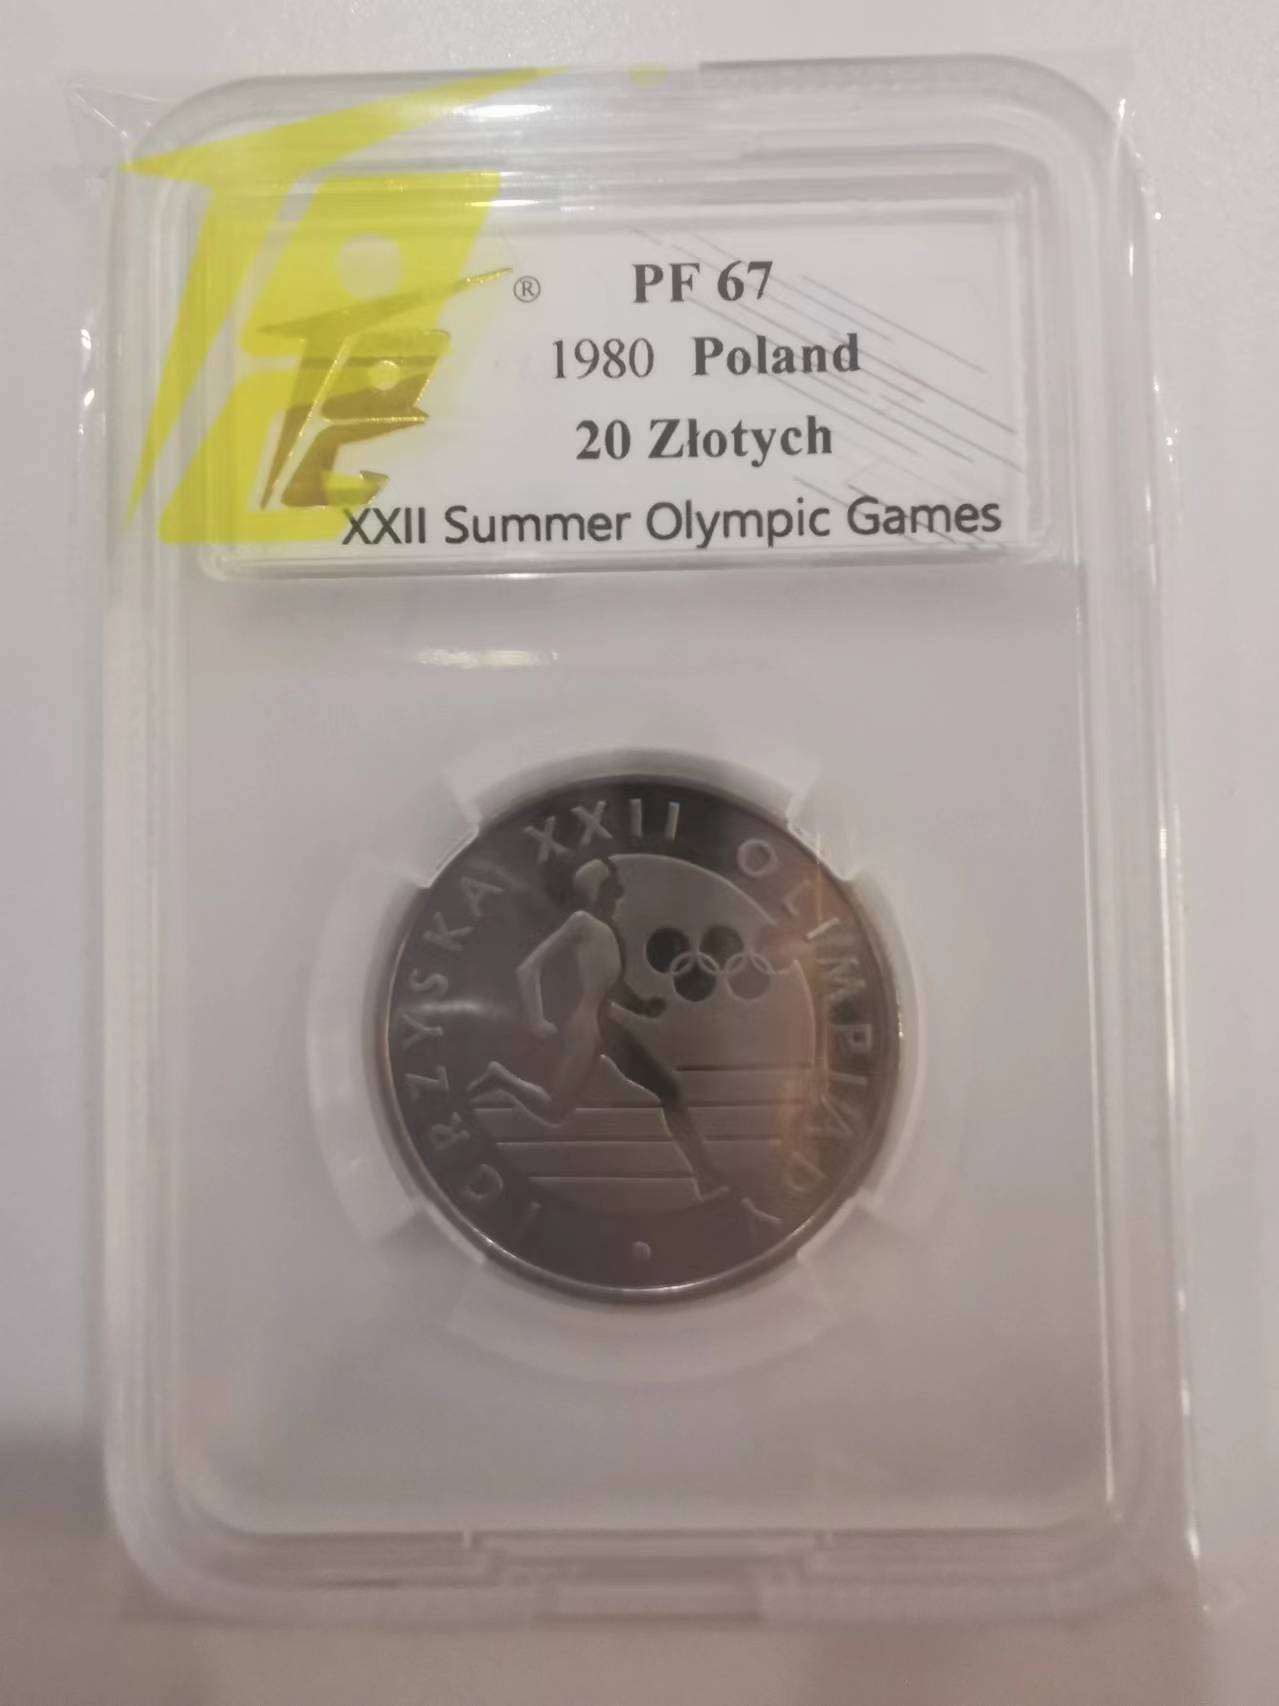 ®
PF 67
1980 Poland
20 Złotych
XXII Summer Olympic Games
IGRZYSKA XXII OLIMPIADY